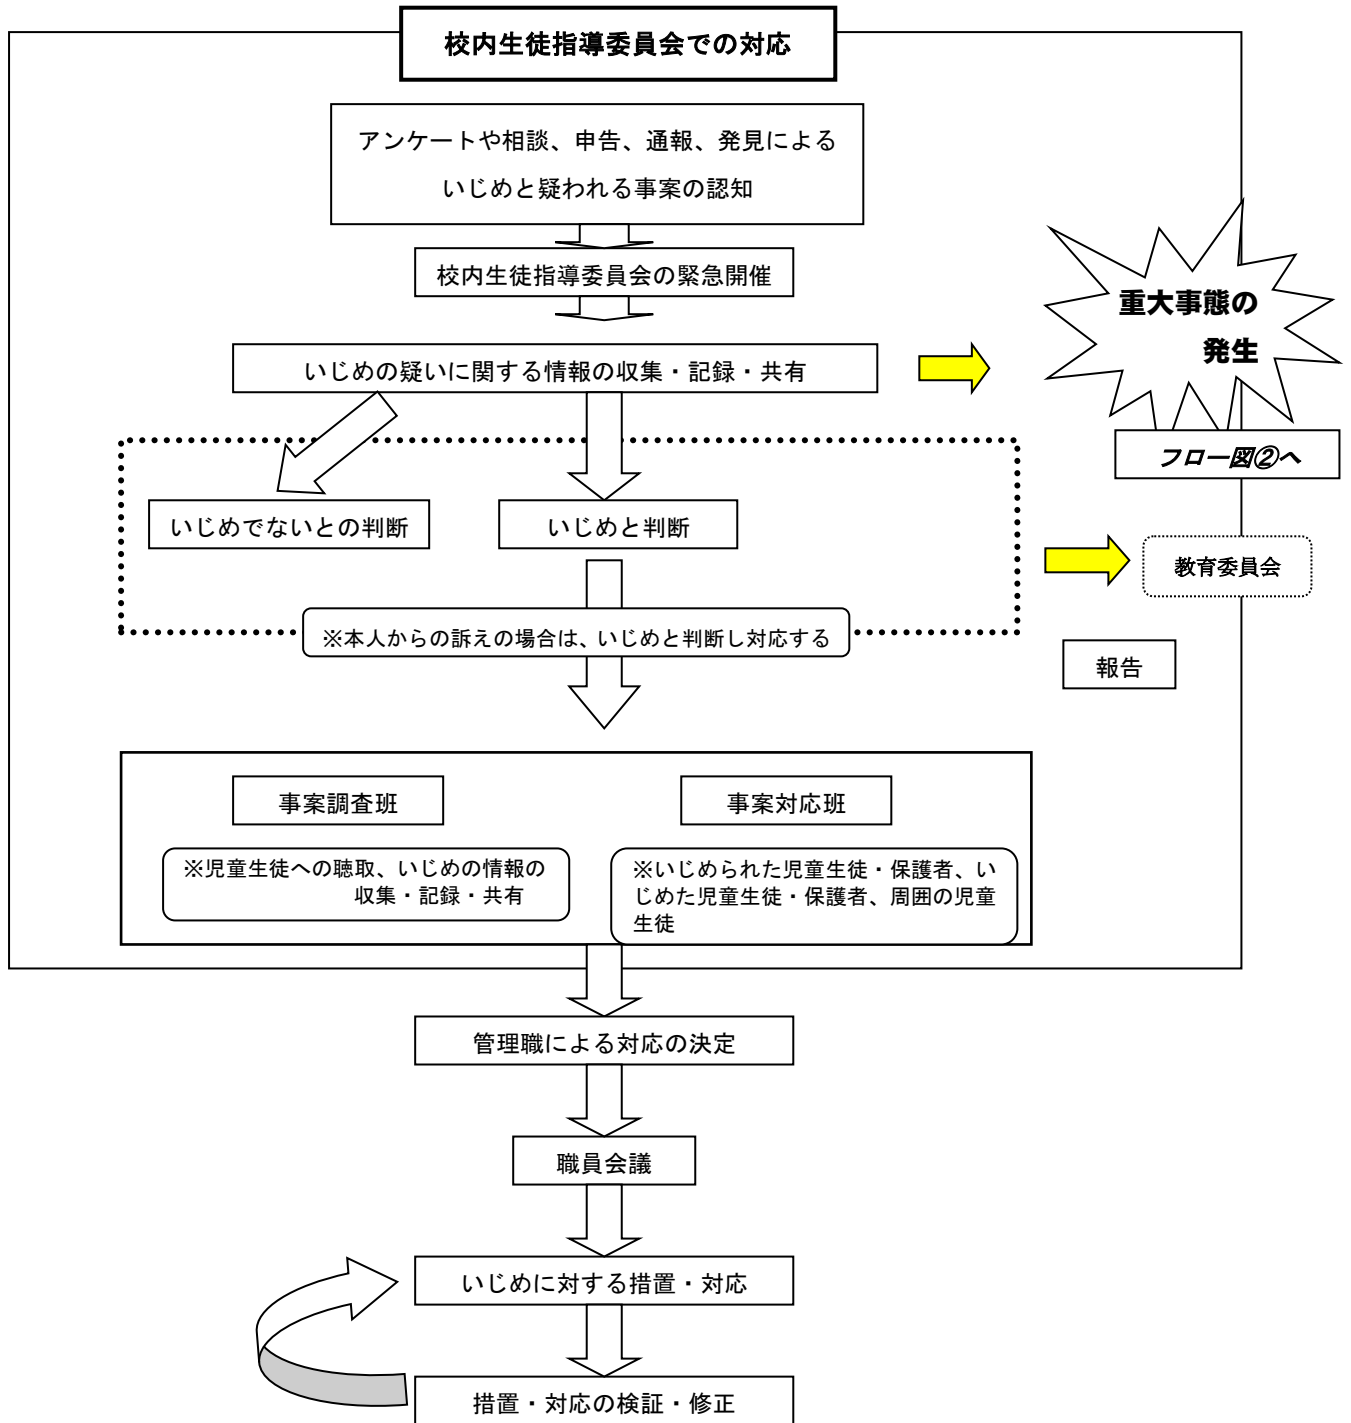 校内生徒指導委員会での対応
アンケートや相談、申告、通報、発見による
いじめと疑われる事案の認知
校内生徒指導委員会の緊急開催
いじめの疑いに関する情報の収集・記録・共有
重大事態の
発生
フロー図②へ
いじめでないとの判断
いじめと判断
教育委員会
※本人からの訴えの場合は、いじめと判断し対応する
報告
事案調査班
事案対応班
※児童生徒への聴取、いじめの情報の
収集・記録・共有
※いじめられた児童生徒・保護者、い
じめた児童生徒・保護者、周囲の児童
生徒
管理職による対応の決定
職員会議
いじめに対する措置・対応
措置・対応の検証・修正